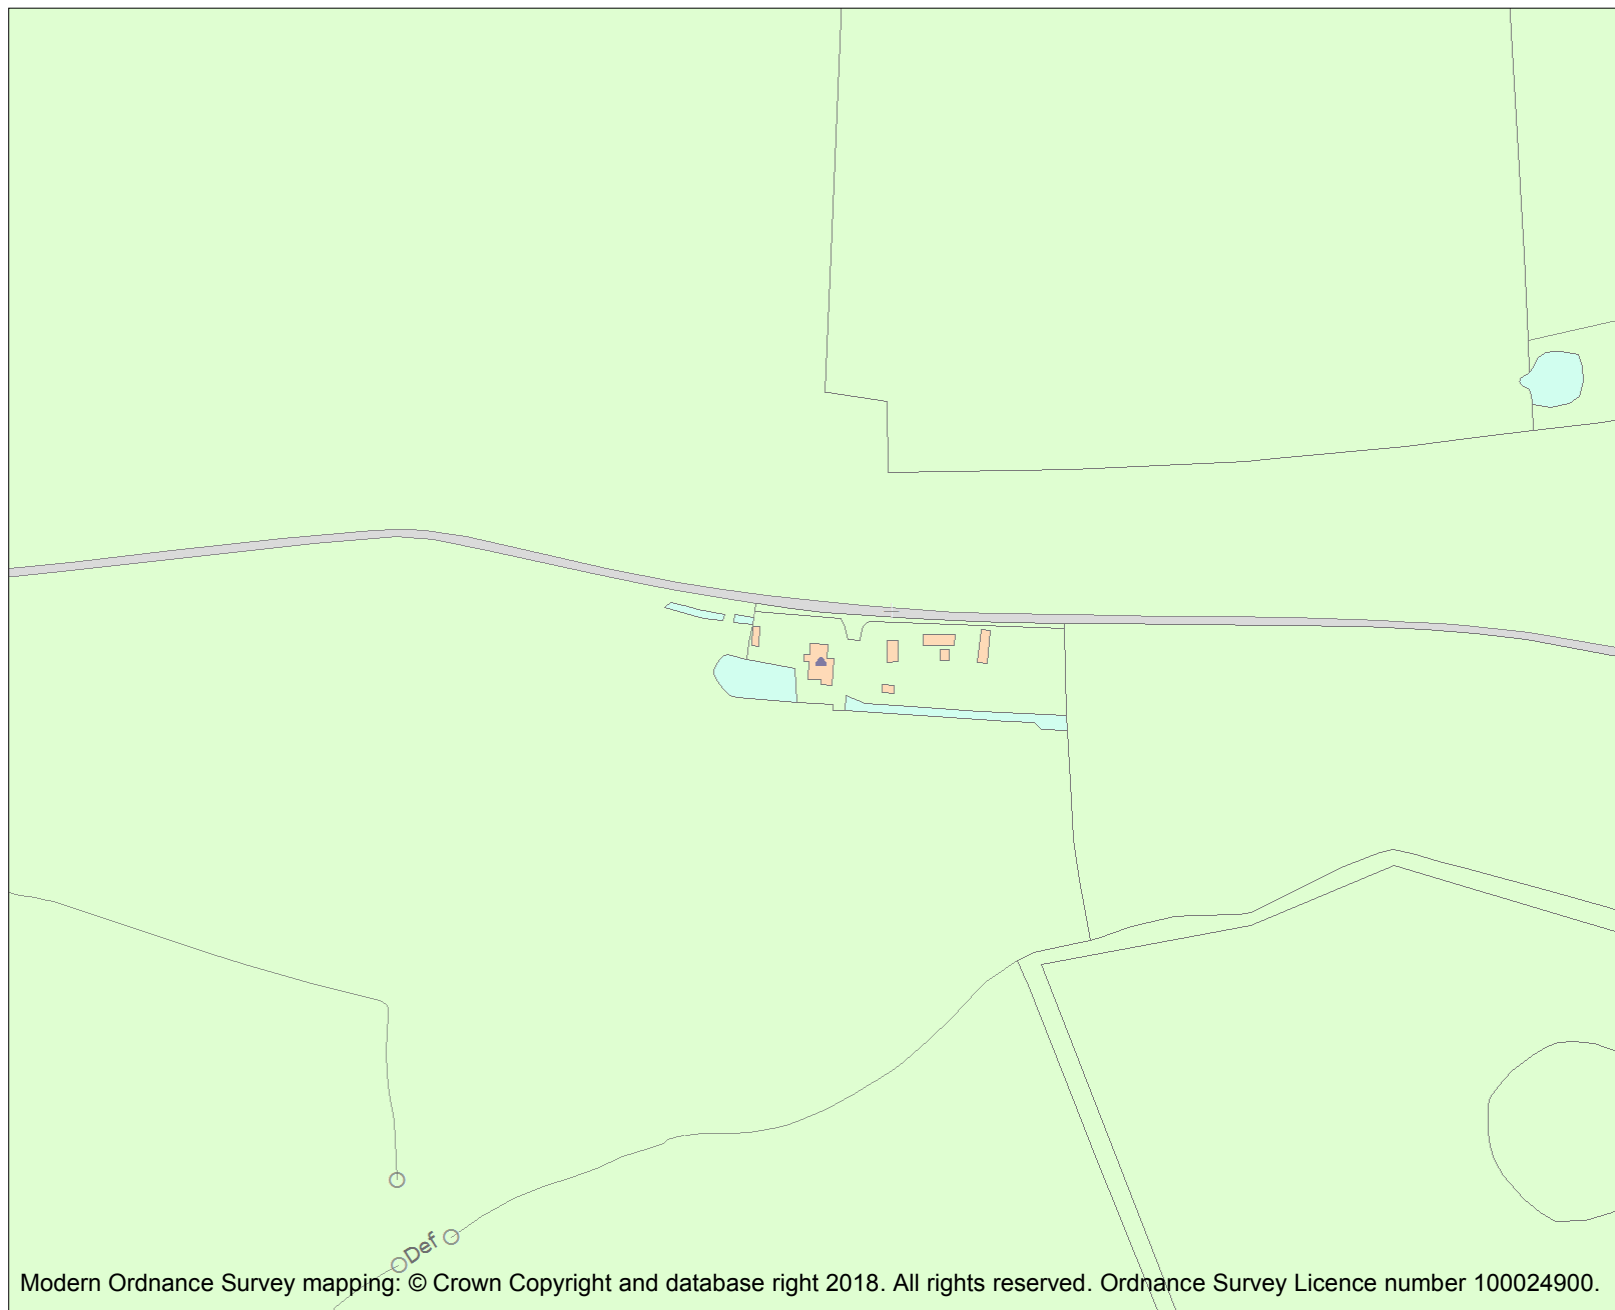 Def
Modern Ordnance Survey mapping: © Crown Copyright and database right 2018. All rights reserved. Ordnance Survey Licence number 100024900.